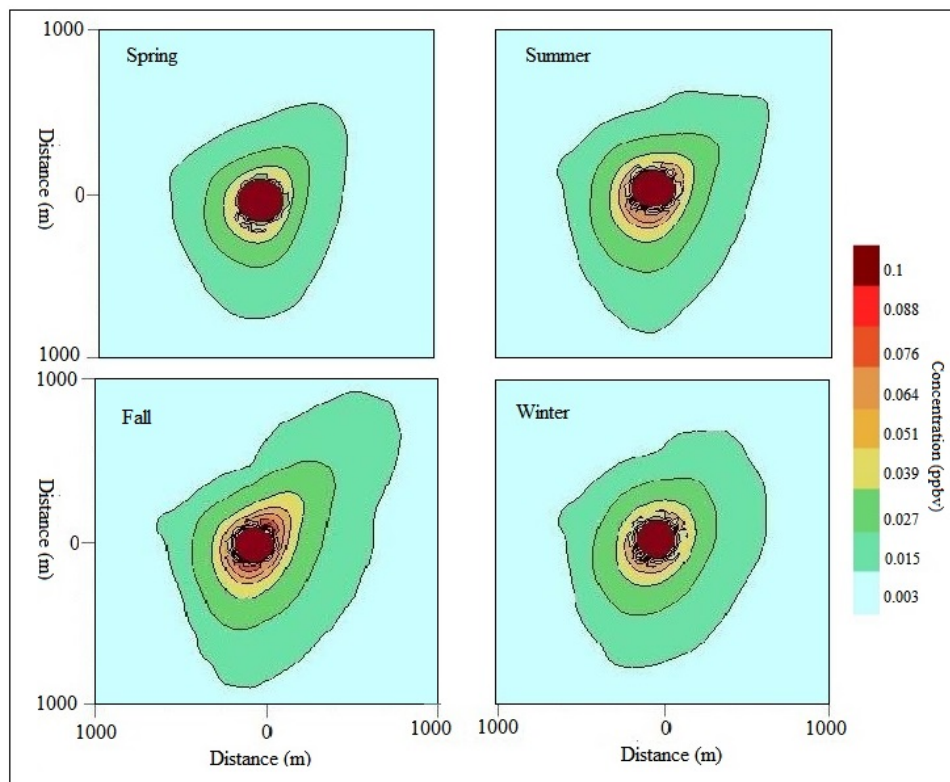 1000
Spring
Distance (m)
0
1000
Summer
1000
Fall
Distance (m)
0
1000
1000
0
1000
Distance (m)
Winter
1000
0
1000
Distance (m)
0.1
0.088
0.076
0.064
0.051
0.039
0.027
0.015
0.003
Concentration (ppbv)